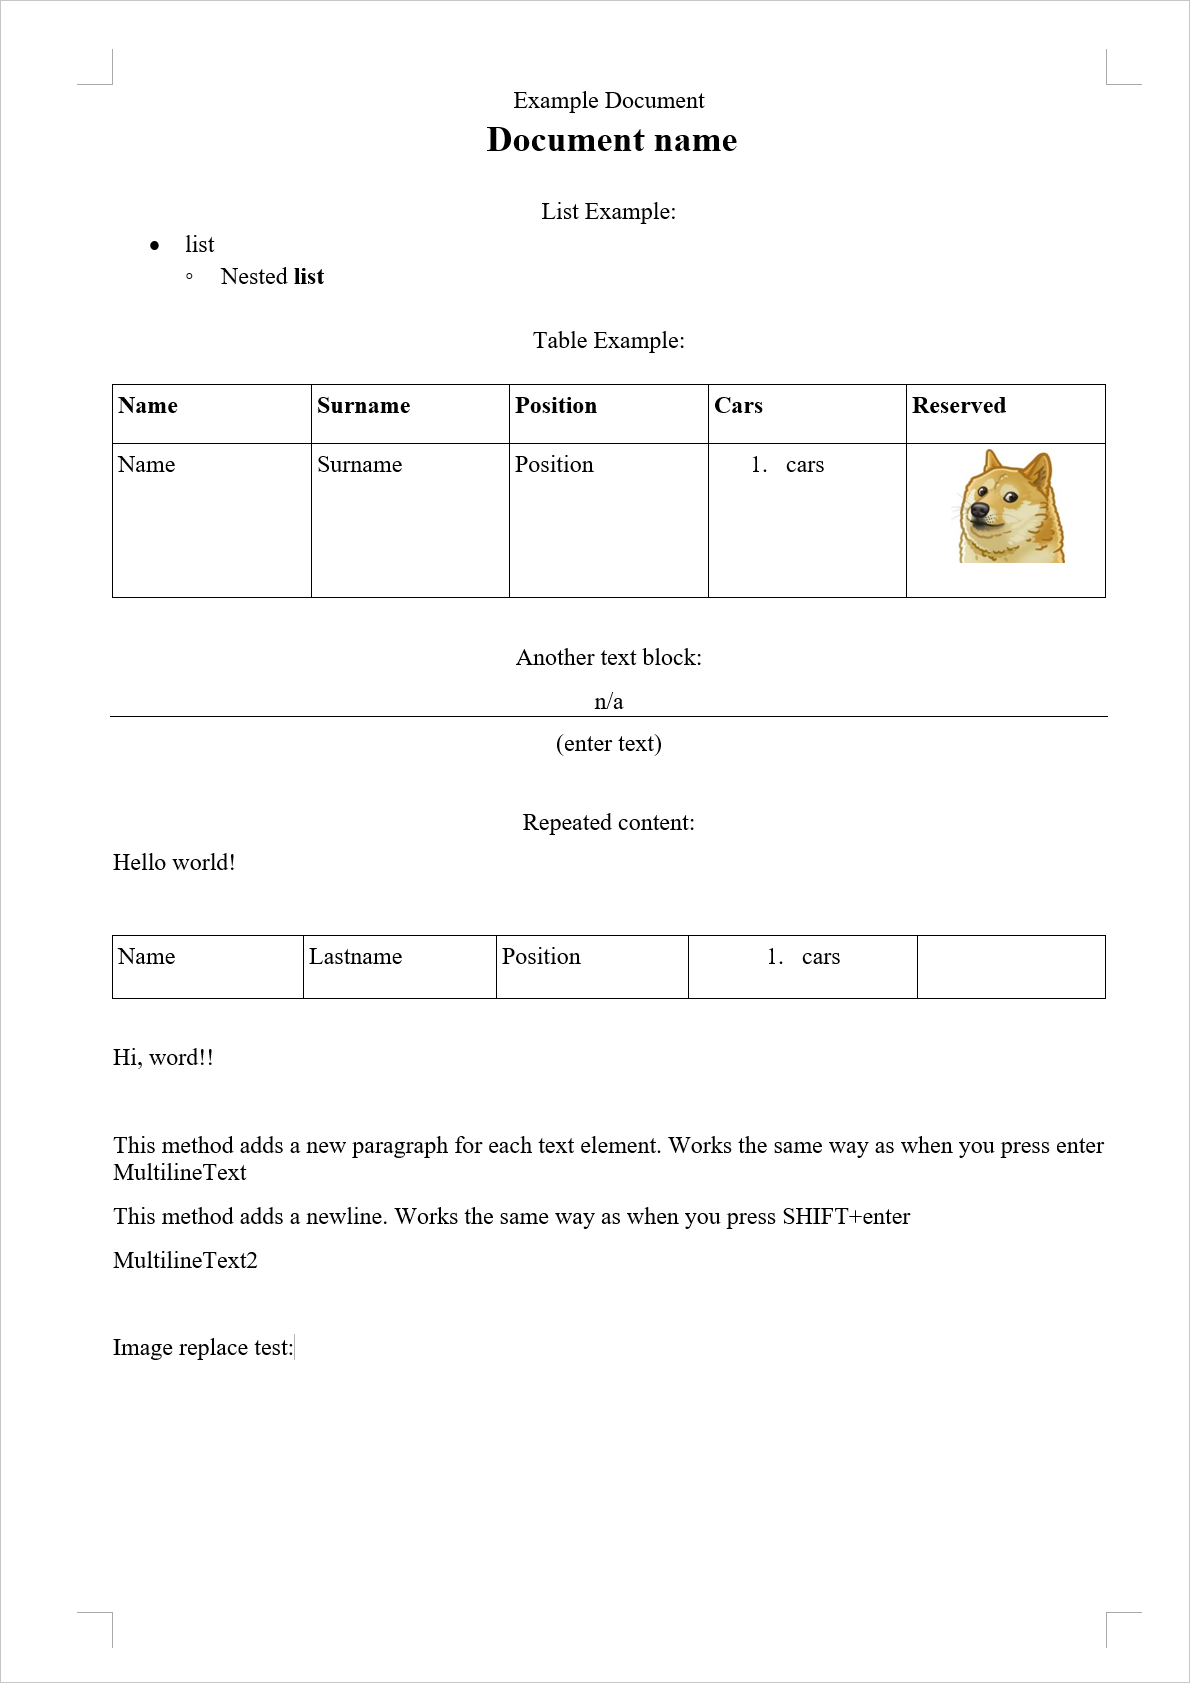 Example Document
Document name
List Example:
• list
◦ Nested list
Table Example:
Name Surname Position Cars Reserved
Name Surname Position 1. cars
Another text block:
n/a
(enter text)
Repeated content:
Hello world!
Name Lastname Position 1. cars
Hi, word!!
This method adds a new paragraph for each text element. Works the same way as when you press enter
MultilineText
This method adds a newline. Works the same way as when you press SHIFT+enter
MultilineText2
Image replace test: